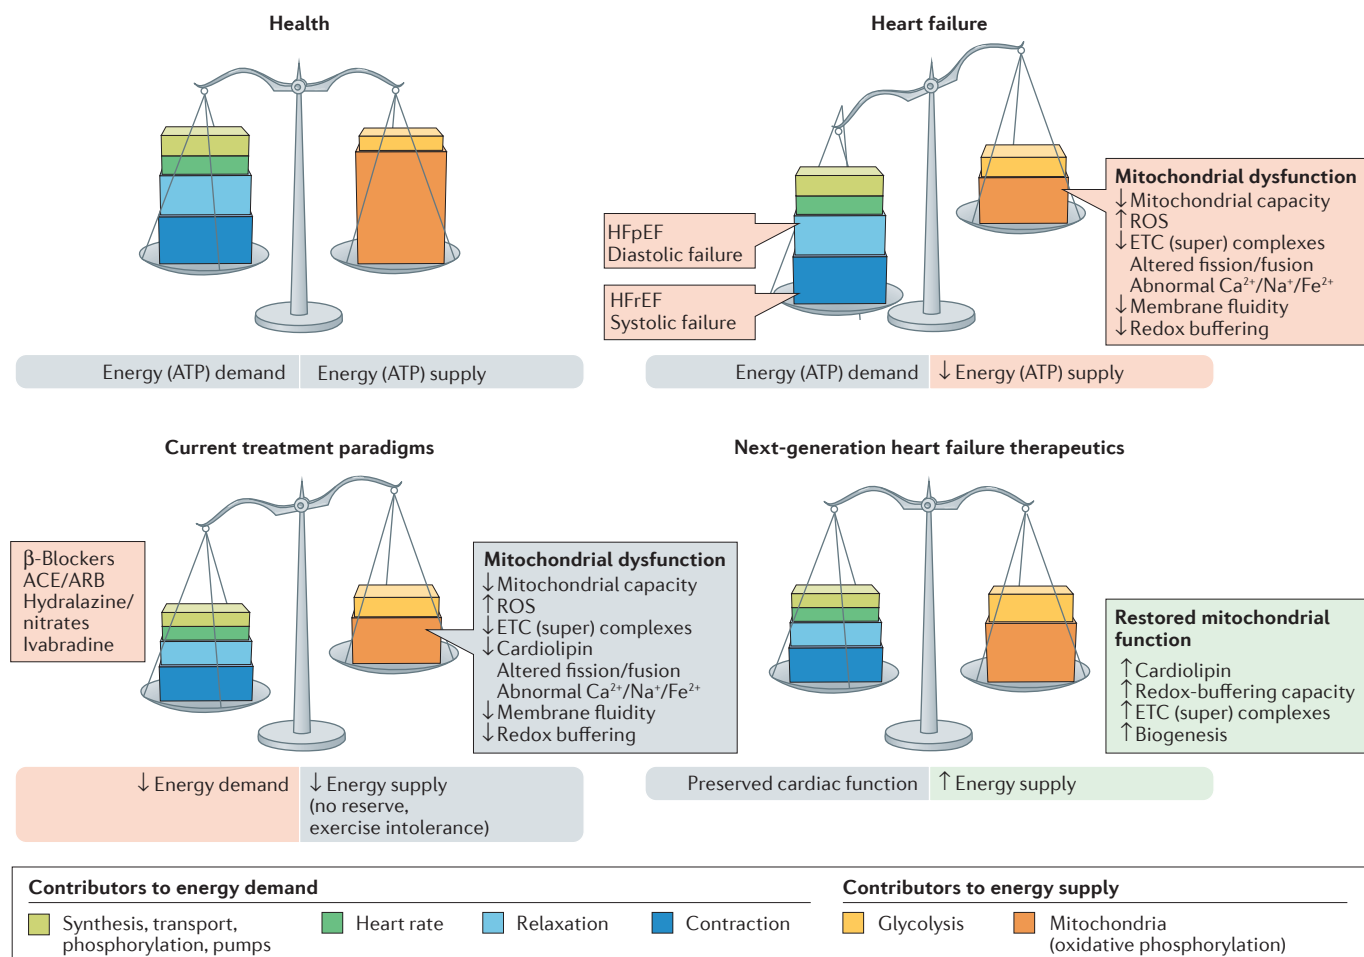 Health
Heart failure
HFpEF
Diastolic failure
HFrEF
Systolic failure
Mitochondrial dysfunction
↓ Mitochondrial capacity
↑ ROS
↓ ETC (super) complexes
Altered fission/fusion
Abnormal Ca²⁺/Na⁺/Fe²⁺
↓ Membrane fluidity
↓ Redox buffering
Energy (ATP) demand
Energy (ATP) supply
Energy (ATP) demand
↓ Energy (ATP) supply
Current treatment paradigms
Next-generation heart failure therapeutics
β-Blockers
ACE/ARB
Hydralazine/
nitrates
Ivabradine
Mitochondrial dysfunction
↓ Mitochondrial capacity
↑ ROS
↓ ETC (super) complexes
↓ Cardiolipin
Altered fission/fusion
Abnormal Ca²⁺/Na⁺/Fe²⁺
↓ Membrane fluidity
↓ Redox buffering
Restored mitochondrial
function
↑ Cardiolipin
↑ Redox-buffering capacity
↑ ETC (super) complexes
↑ Biogenesis
↓ Energy demand
↓ Energy supply
(no reserve,
exercise intolerance)
Preserved cardiac function
↑ Energy supply
Contributors to energy demand
Synthesis, transport,
phosphorylation, pumps
Heart rate
Relaxation
Contraction
Contributors to energy supply
Glycolysis
Mitochondria
(oxidative phosphorylation)